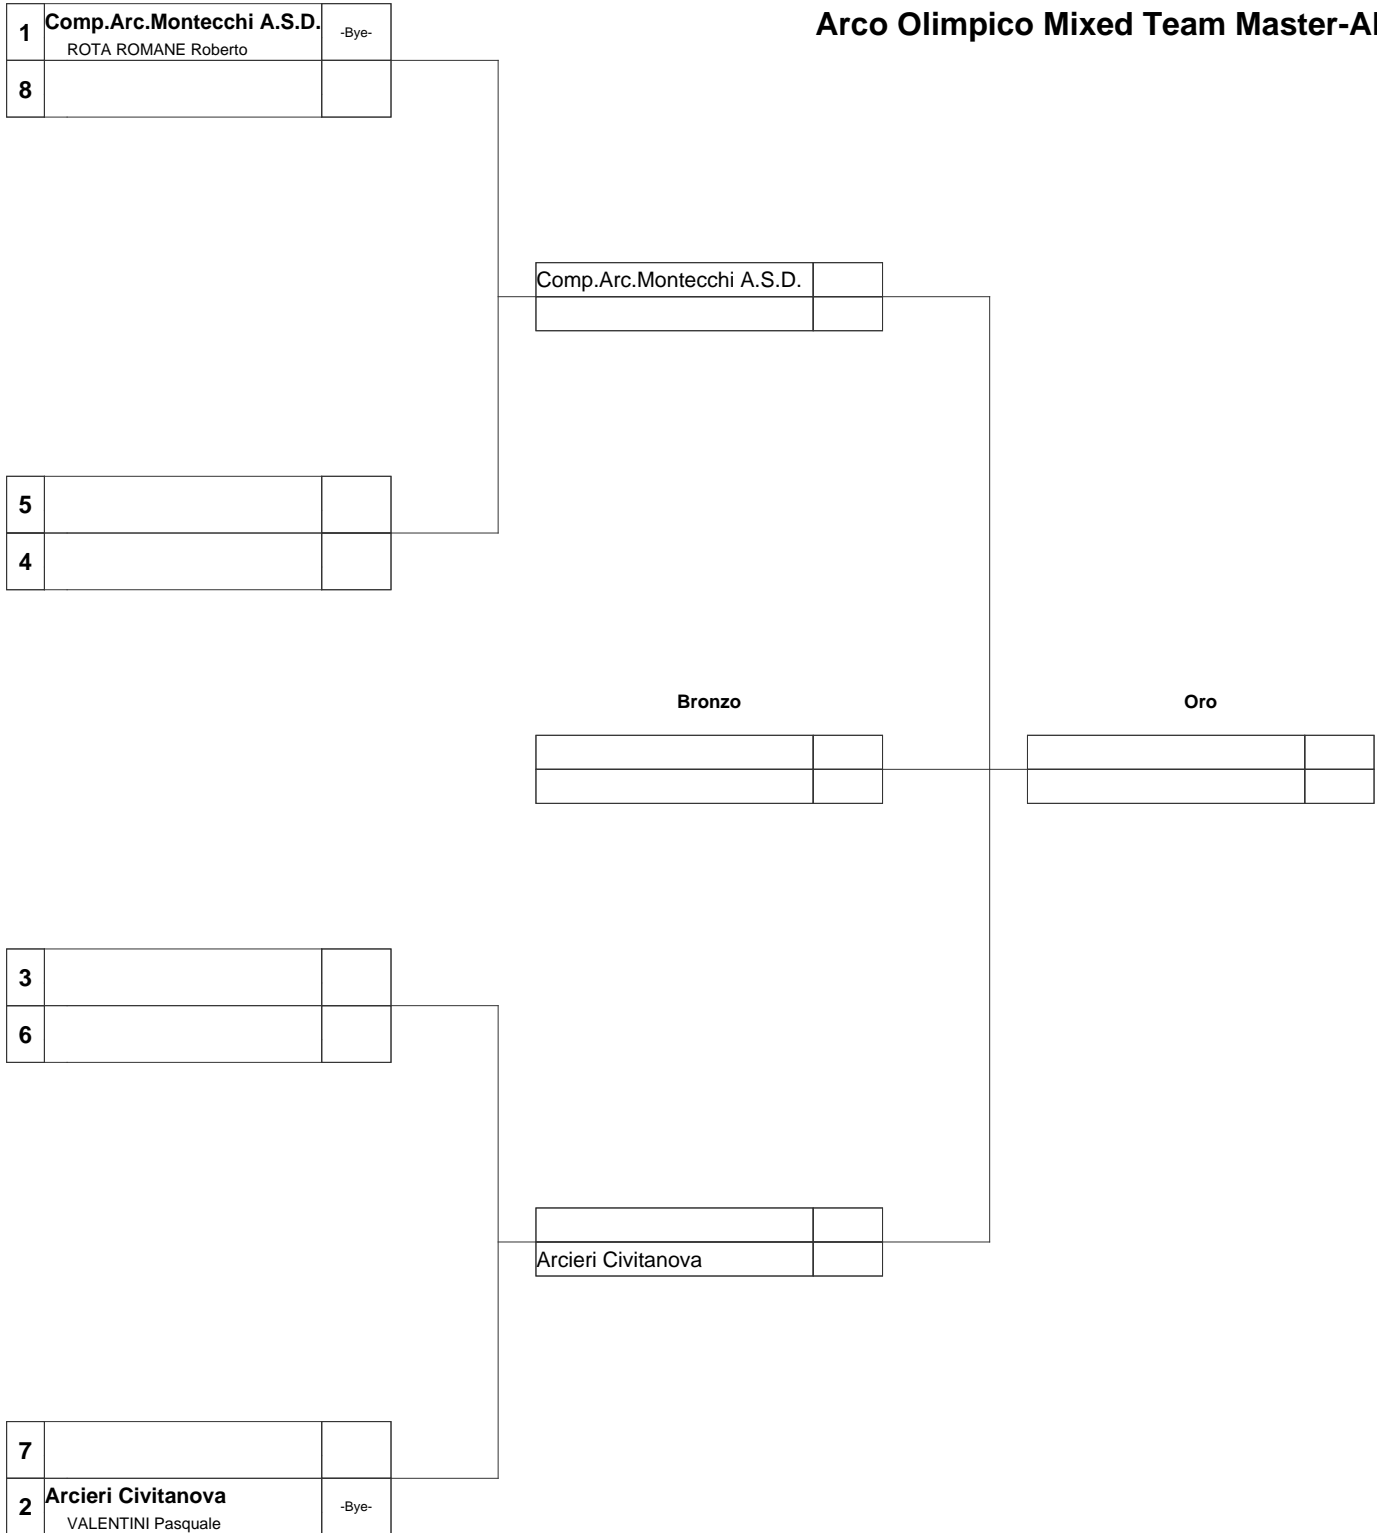 Arco Olimpico Mixed Team Master-Al
1 Comp.Arc.Montecchi A.S.D. -Bye-
ROTA ROMANE Roberto
8
Comp.Arc.Montecchi A.S.D.
5
4
Bronzo Oro
3
6
Arcieri Civitanova
7
2 Arcieri Civitanova -Bye-
VALENTINI Pasquale